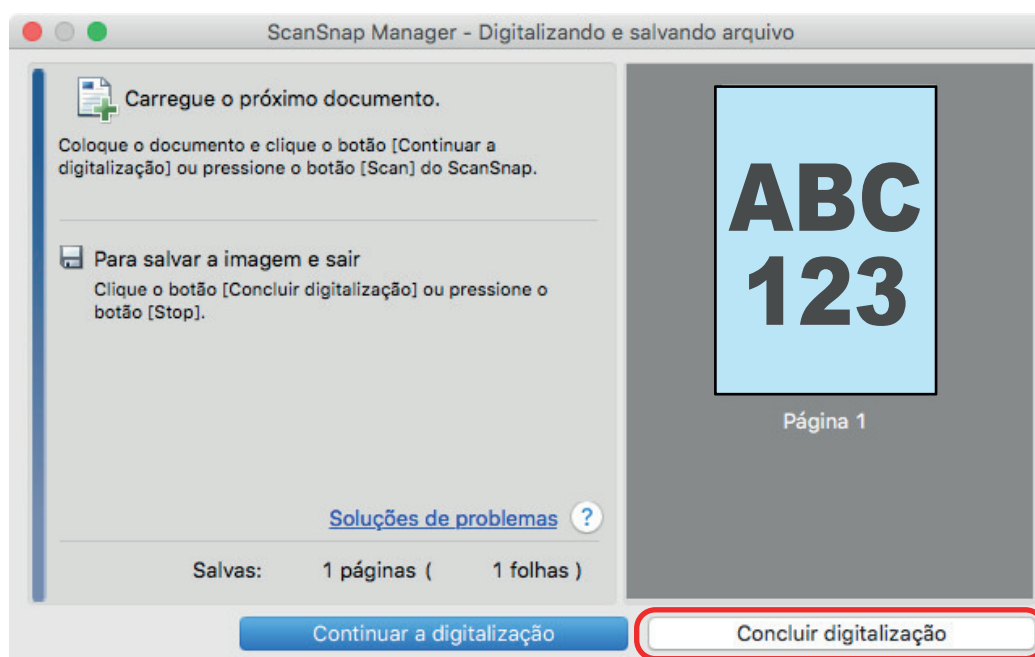 ScanSnap Manager - Digitalizando e salvando arquivo
Carregue o próximo documento.
Coloque o documento e clique o botão [Continuar a
digitalização] ou pressione o botão [Scan] do ScanSnap.
Para salvar a imagem e sair
Clique o botão [Concluir digitalização] ou pressione o
botão [Stop].
Soluções de problemas ?
Salvas: 1 páginas ( 1 folhas )
ABC
123
Página 1
Continuar a digitalização
Concluir digitalização